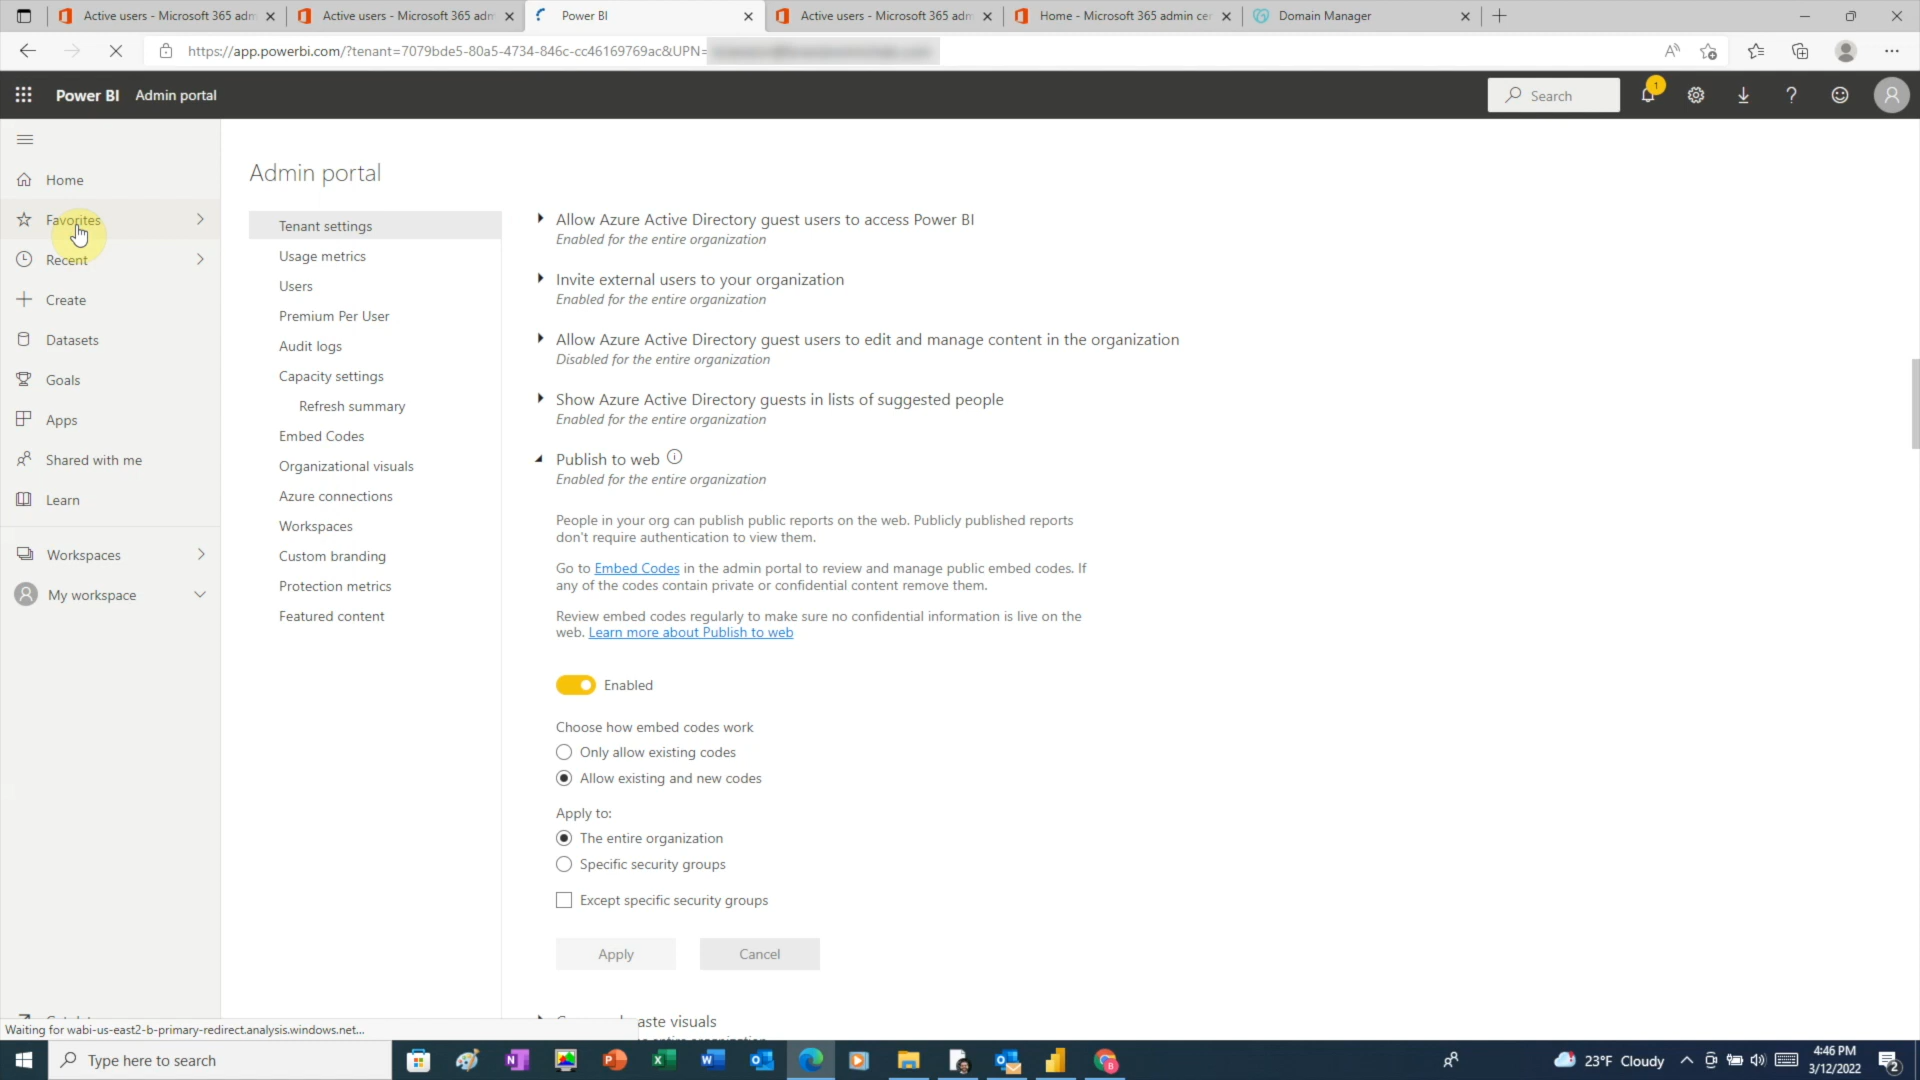 Active users - Microsoft 365 adm
Active users - Microsoft 365 adm
Power BI
Active users - Microsoft 365 adm
Home - Microsoft 365 admin cer
Domain Manager
https://app.powerbi.com/?tenant=7079bde5-80a5-4734-846c-cc46169769ac&UPN=
Power BI Admin portal
Search
1
Home
Favorites
Recent
Create
Datasets
Goals
Apps
Shared with me
Learn
Workspaces
My workspace
Admin portal
Tenant settings
Usage metrics
Users
Premium Per User
Audit logs
Capacity settings
Refresh summary
Embed Codes
Organizational visuals
Azure connections
Workspaces
Custom branding
Protection metrics
Featured content
Allow Azure Active Directory guest users to access Power BI
Enabled for the entire organization
Invite external users to your organization
Enabled for the entire organization
Allow Azure Active Directory guest users to edit and manage content in the organization
Disabled for the entire organization
Show Azure Active Directory guests in lists of suggested people
Enabled for the entire organization
Publish to web
Enabled for the entire organization
People in your org can publish public reports on the web. Publicly published reports
don't require authentication to view them.
Go to Embed Codes in the admin portal to review and manage public embed codes. If
any of the codes contain private or confidential content remove them.
Review embed codes regularly to make sure no confidential information is live on the
web. Learn more about Publish to web
Enabled
Choose how embed codes work
Only allow existing codes
Allow existing and new codes
Apply to:
The entire organization
Specific security groups
Except specific security groups
Apply
Cancel
aste visuals
Waiting for wabi-us-east2-b-primary-redirect.analysis.windows.net...
Type here to search
23°F Cloudy
4:46 PM
3/12/2022
2